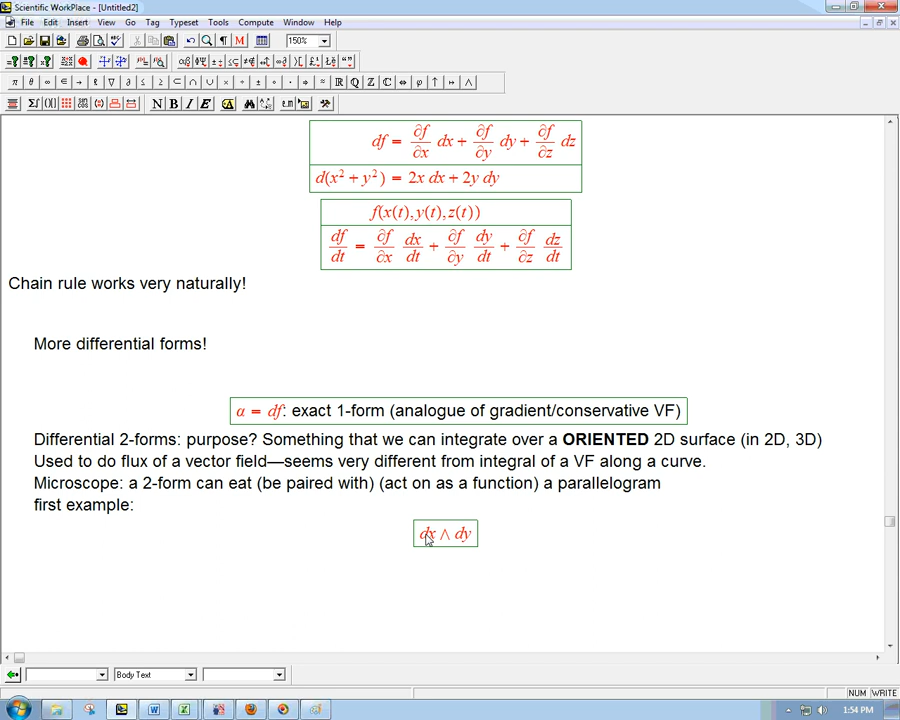 Scientific WorkPlace - [Untitled2]
File Edit Insert View Go Tag Typeset Tools Compute Window Help
150%
df = ∂f/∂x dx + ∂f/∂y dy + ∂f/∂z dz
d(x² + y²) = 2x dx + 2y dy
f(x(t), y(t), z(t))
df/dt = ∂f/∂x dx/dt + ∂f/∂y dy/dt + ∂f/∂z dz/dt
Chain rule works very naturally!
More differential forms!
α = df: exact 1-form (analogue of gradient/conservative VF)
Differential 2-forms: purpose? Something that we can integrate over a ORIENTED 2D surface (in 2D, 3D)
Used to do flux of a vector field—seems very different from integral of a VF along a curve.
Microscope: a 2-form can eat (be paired with) (act on as a function) a parallelogram
first example:
dx ∧ dy
Body Text
NUM WRITE
1:54 PM